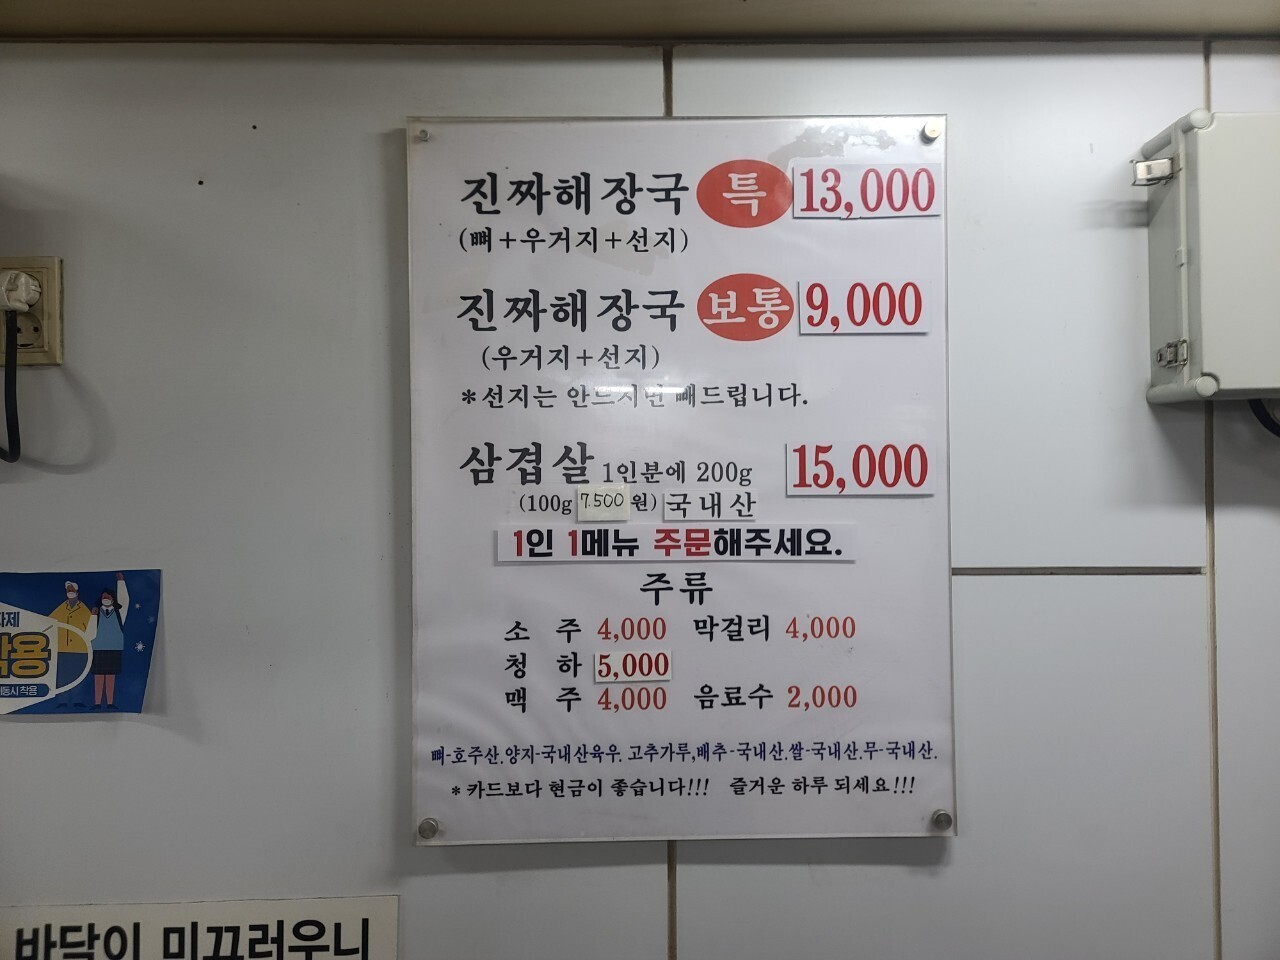 진짜해장국 특 13,000
(뼈+우거지+선지)
진짜해장국 보통 9,000
(우거지+선지)
*선지는 안드시면 빼드립니다.
삼겹살 1인분에 200g 15,000
(100g 7.500원) 국내산
1인 1메뉴 주문해주세요.
주류
소 주 4,000 막걸리 4,000
청 하 5,000
맥 주 4,000 음료수 2,000
뼈-호주산.양지-국내산육우. 고추가루,배추-국내산.쌀-국내산.무-국내산.
*카드보다 현금이 좋습니다!!! 즐거운 하루 되세요!!!
바닥이 미끄러우니